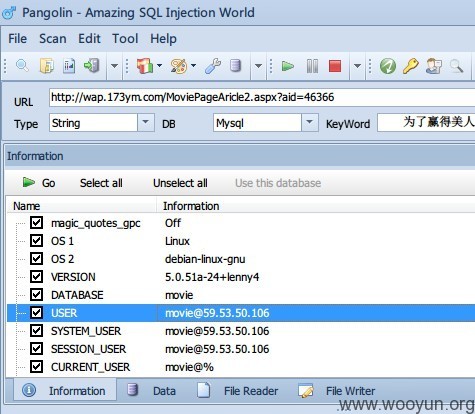 Pangolin - Amazing SQL Injection World
File Scan Edit Tool Help
URL http://wap.173ym.com/MoviePageAricle2.aspx?aid=46366
Type String DB Mysql KeyWord 为了赢得美人
Information
Go Select all Unselect all Use this database
Name Information
magic_quotes_gpc Off
OS 1 Linux
OS 2 debian-linux-gnu
VERSION 5.0.51a-24+lenny4
DATABASE movie
USER movie@59.53.50.106
SYSTEM_USER movie@59.53.50.106
SESSION_USER movie@59.53.50.106
CURRENT_USER movie@%
Information Data File Reader File Writer
www.wooyun.org